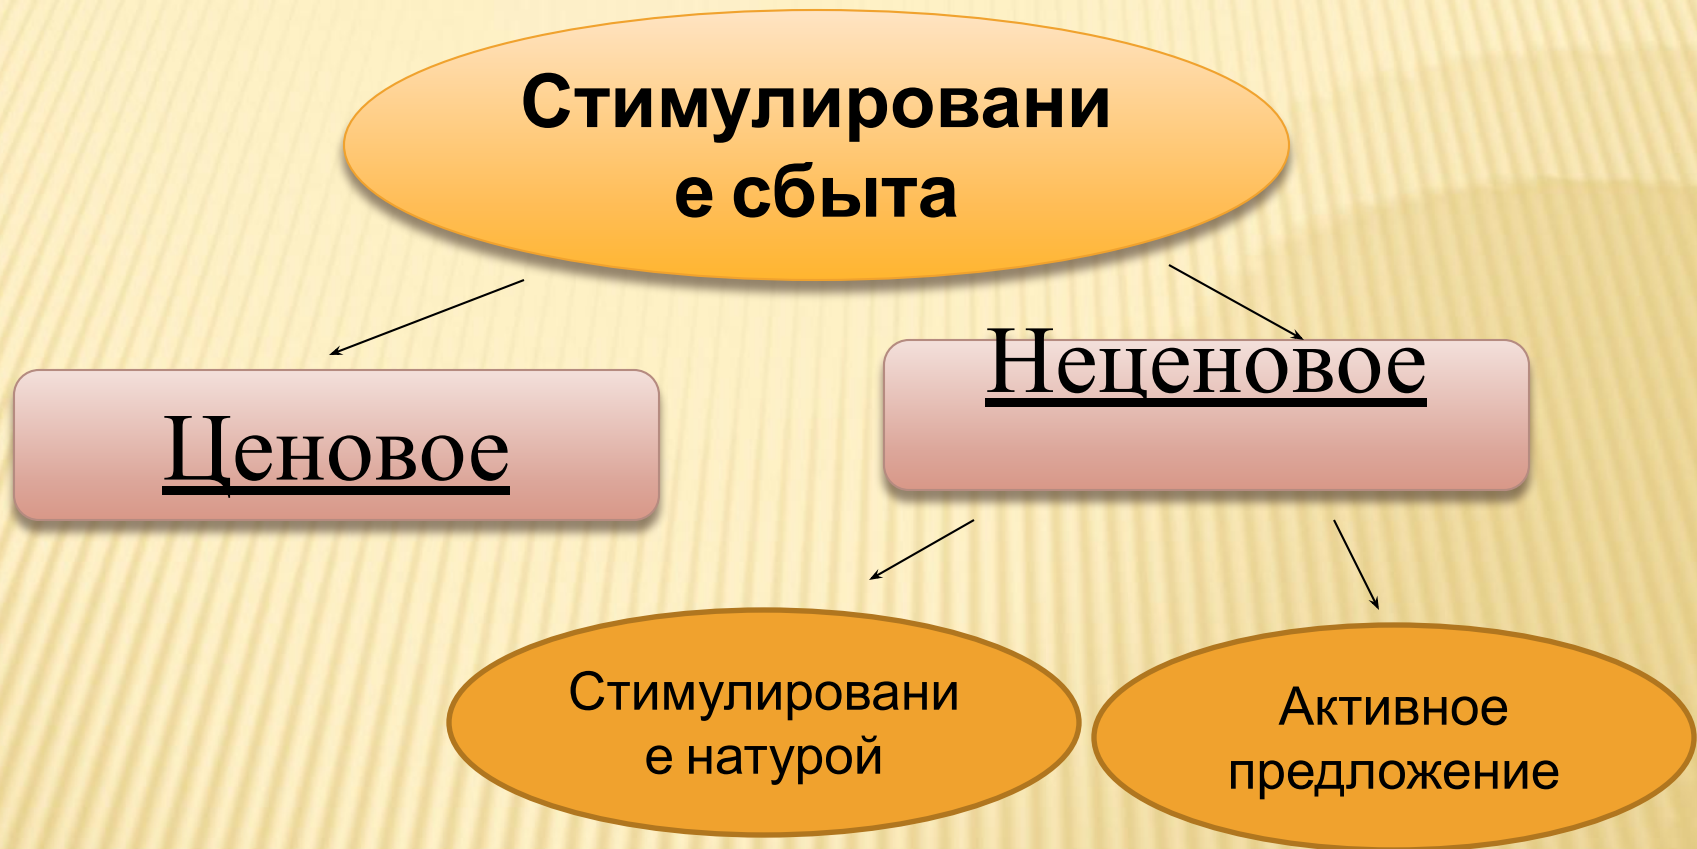 Стимулировани
е сбыта
Ценовое
Неценовое
Стимулировани
е натурой
Активное
предложение